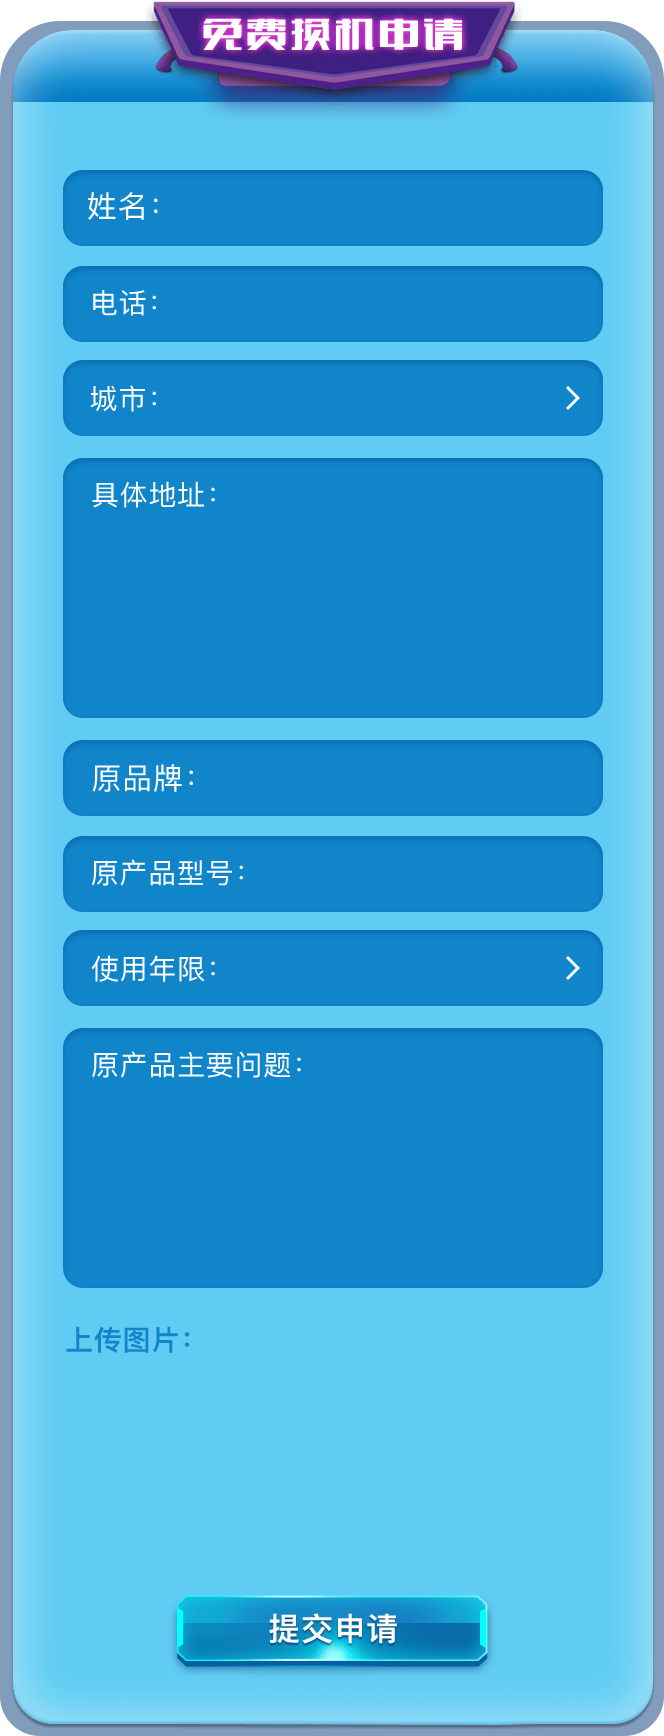 免费换机申请
姓名：
电话：
城市：
具体地址：
原品牌：
原产品型号：
使用年限：
原产品主要问题：
上传图片：
提交申请